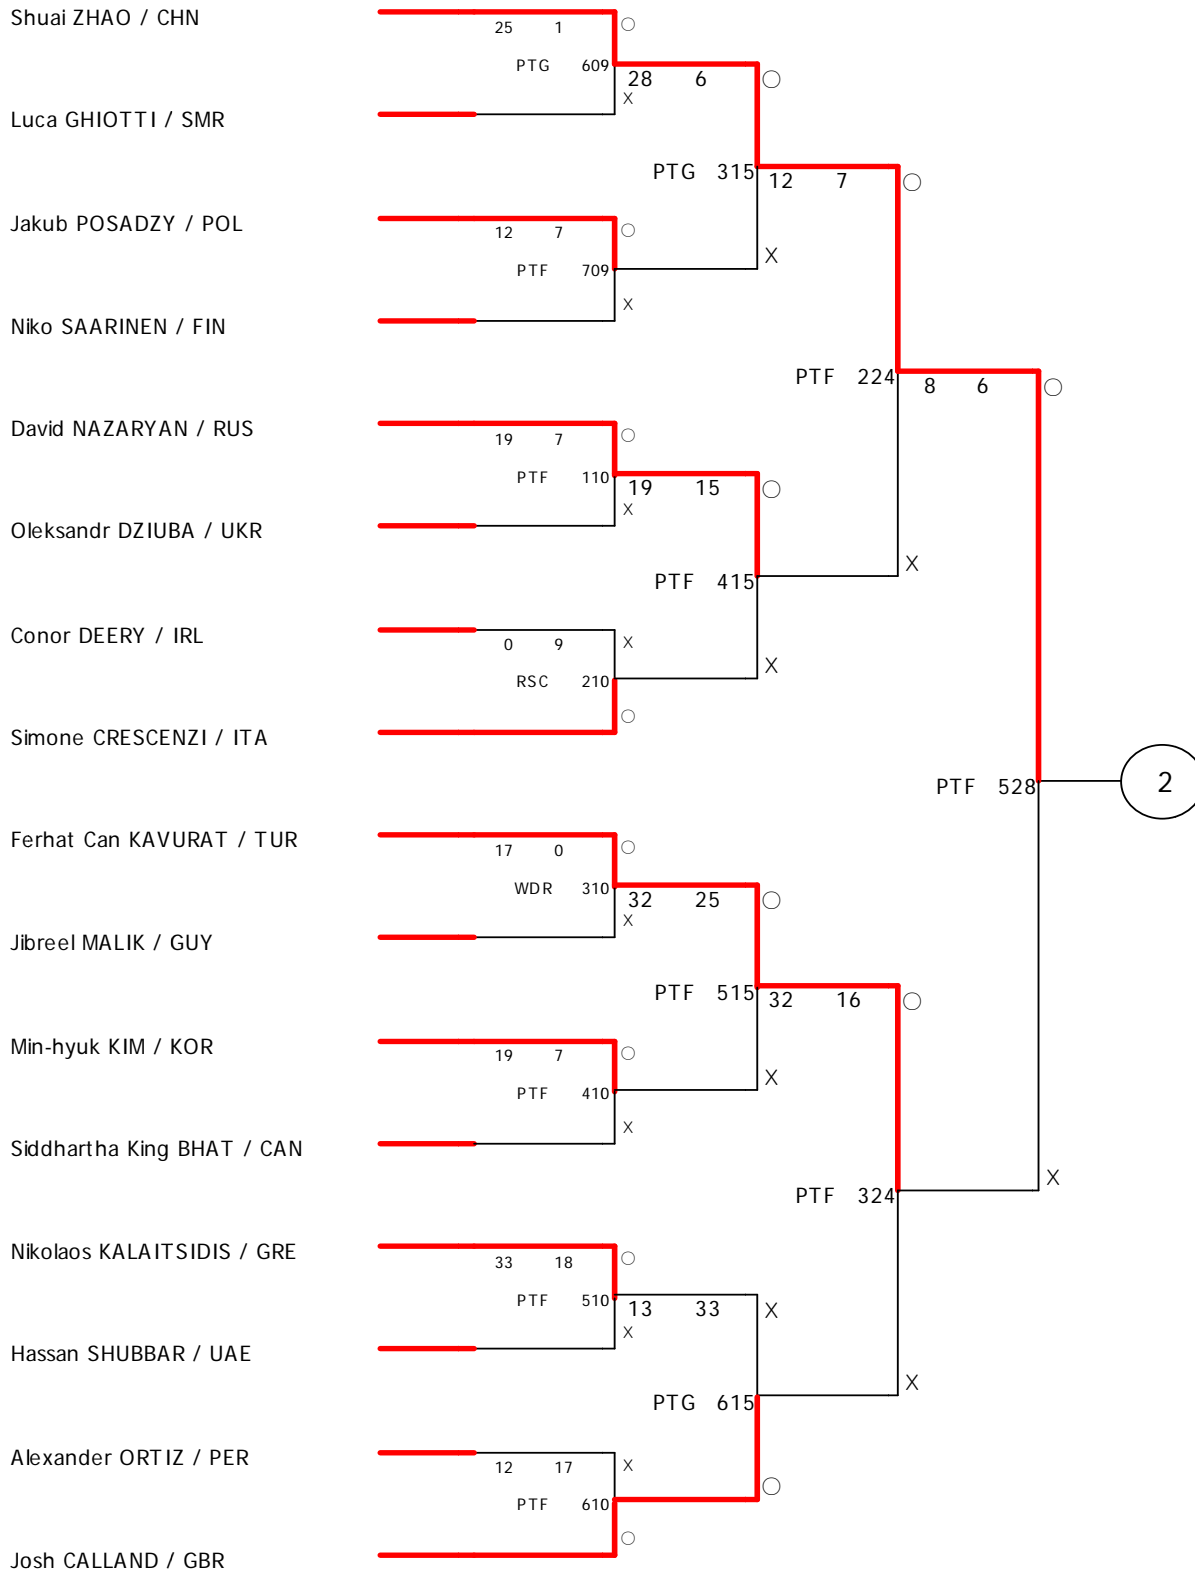 Shuai ZHAO / CHN
25 1 ○
PTG 609
28 6 ○
X
Luca GHIOTTI / SMR
PTG 315
12 7 ○
Jakub POSADZY / POL
12 7 ○
X
PTF 709
X
Niko SAARINEN / FIN
PTF 224
8 6 ○
David NAZARYAN / RUS
19 7 ○
PTF 110
19 15 ○
X
Oleksandr DZIUBA / UKR
X
PTF 415
Conor DEERY / IRL
0 9 X
X
RSC 210
○
Simone CRESCENZI / ITA
PTF 528
2
Ferhat Can KAVURAT / TUR
17 0 ○
WDR 310
32 25 ○
X
Jibreel MALIK / GUY
PTF 515
32 16 ○
Min-hyuk KIM / KOR
19 7 ○
X
PTF 410
X
Siddhartha King BHAT / CAN
X
PTF 324
Nikolaos KALAITSIDIS / GRE
33 18 ○
PTF 510
13 33 X
X
Hassan SHUBBAR / UAE
X
PTG 615
Alexander ORTIZ / PER
12 17 X
○
PTF 610
○
Josh CALLAND / GBR